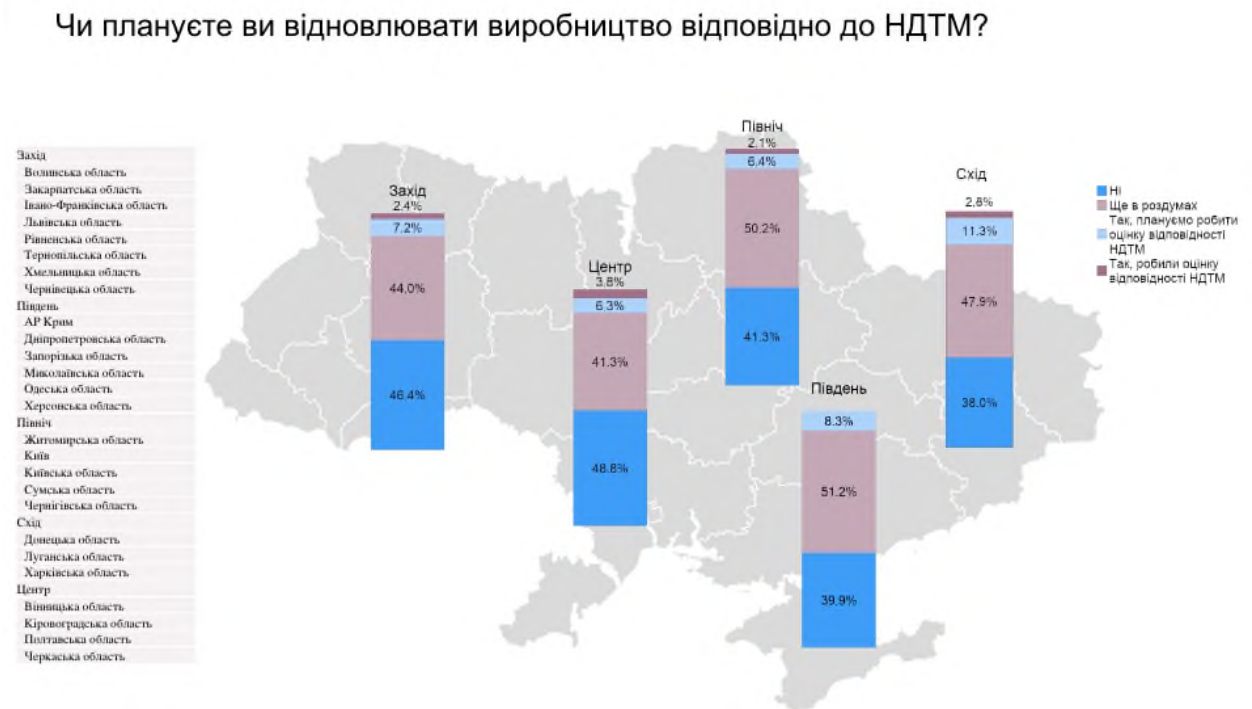 Чи плануєте ви відновлювати виробництво відповідно до НДТМ?
Захід
Волинська область
Закарпатська область
Івано-Франківська область
Львівська область
Рівненська область
Тернопільська область
Хмельницька область
Чернівецька область
Південь
АР Крим
Дніпропетровська область
Запорізька область
Миколаївська область
Одеська область
Херсонська область
Північ
Житомирська область
Київ
Київська область
Сумська область
Чернігівська область
Схід
Донецька область
Луганська область
Харківська область
Центр
Вінницька область
Кіровоградська область
Полтавська область
Черкаська область
Захід
2.4%
7.2%
44.0%
46.4%
Центр
3.8%
6.3%
41.3%
48.8%
Північ
2.1%
6.4%
50.2%
41.3%
Південь
8.3%
51.2%
39.9%
Схід
2.8%
11.3%
47.9%
38.0%
Ні
Ще в роздумах
Так, плануємо робити
оцінку відповідності
НДТМ
Так, робили оцінку
відповідності НДТМ